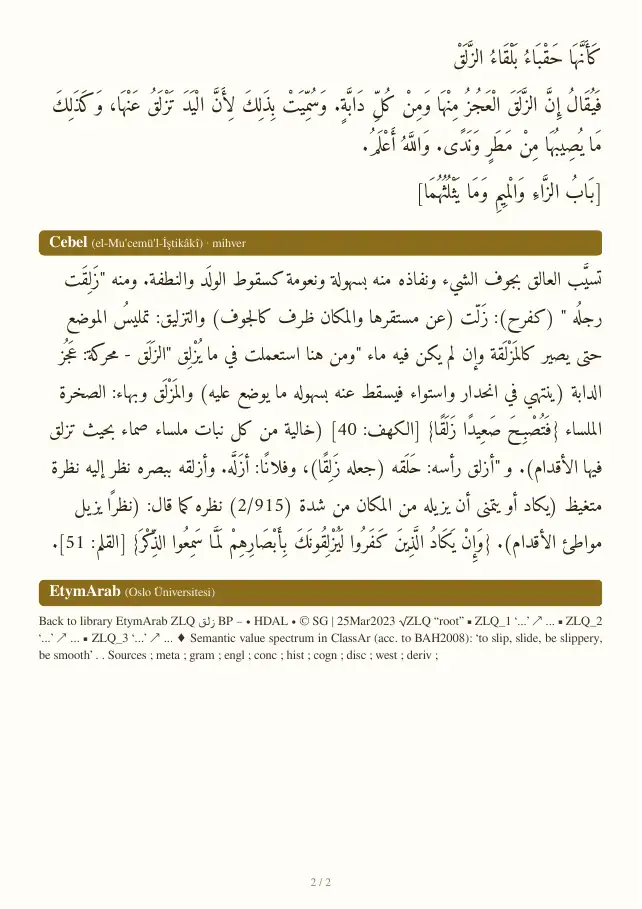 كَأَنَّهَا حَقْبَاءُ بَلْقَاءُ الزَّلَقْ
فَيُقَالُ إِنَّ الزَّلَقَ الْعَجُزُ مِنْهَا وَمِنْ كُلِّ دَابَّةٍ. وَسُمِّيَتْ بِذَلِكَ لِأَنَّ الْيَدَ تَزْلَقُ عَنْهَا، وَكَذَلِكَ
مَا يُصِيبُهَا مِنْ مَطَرٍ وَنَدًى. وَاللَّهُ أَعْلَمُ.
[بَابُ الزَّاءِ وَالْمِيمِ وَمَا يَثْلُثُهُمَا]
Cebel (el-Mu'cemü'l-İştikâkî) · mihver
تسيَّب العالق بجوف الشيء ونفاذه منه بسهولة ونعومة كسقوط الولَد والنطفة. ومنه "زَلِقَت
رجلُه " (كفرح): زَلّت (عن مستقرها والمكان ظرف كالجوف) والتزليق: تمليسُ الموضع
حتى يصير كالمَزْلَقة وإن لم يكن فيه ماء "ومن هنا استعملت في ما يُزْلِق "الزَلَق - محركة: عَجُزُ
الدابة (ينتهي في انحدار واستواء فيسقط عنه بسهوله ما يوضع عليه) والمَزْلَق وبهاء: الصخرة
الملساء {فَتُصْبِحَ صَعِيدًا زَلَقًا} [الكهف: 40] (خالية من كل نبات ملساء صماء بحيث تزلق
فيها الأقدام). و "أزلق رأسه: حَلَقه (جعله زَلِقًا)، وفلانًا: أزَلَّه. وأزلقه ببصره نظر إليه نظرة
متغيظ (يكاد أو يتمنى أن يزيله من المكان من شدة (2/915) نظره كما قال: (نظرًا يزيل
مواطئ الأقدام). {وَإِنْ يَكَادُ الَّذِينَ كَفَرُوا لَيُزْلِقُونَكَ بِأَبْصَارِهِمْ لَمَّا سَمِعُوا الذِّكْرَ} [القلم: 51].
EtymArab (Oslo Üniversitesi)
Back to library EtymArab ZLQ زلق BP – • HDAL • © SG | 25Mar2023 √ZLQ “root” ▪ ZLQ_1 ‘...’ ↗ ... ▪ ZLQ_2
‘...’ ↗ ... ▪ ZLQ_3 ‘...’ ↗ ... ♦ Semantic value spectrum in ClassAr (acc. to BAH2008): ‘to slip, slide, be slippery,
be smooth’ . . Sources ; meta ; gram ; engl ; conc ; hist ; cogn ; disc ; west ; deriv ;
2 / 2